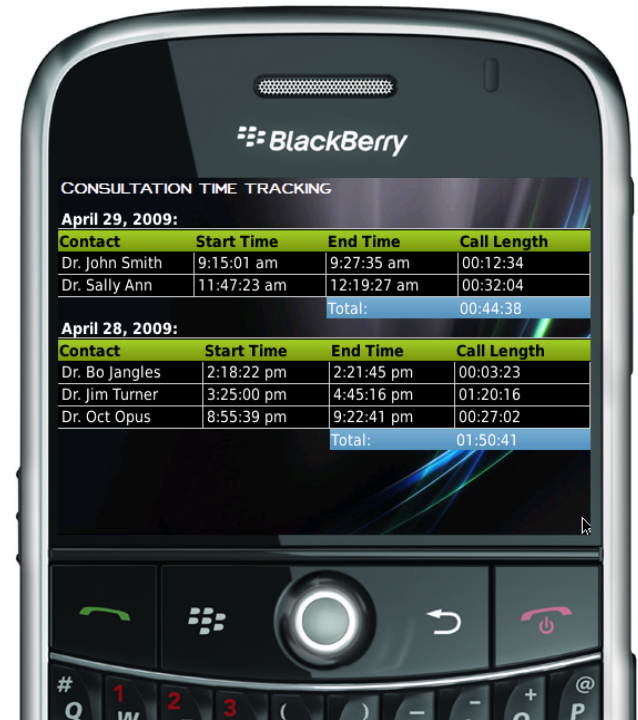 BlackBerry
CONSULTATION TIME TRACKING
April 29, 2009:
Contact Start Time End Time Call Length
Dr. John Smith 9:15:01 am 9:27:35 am 00:12:34
Dr. Sally Ann 11:47:23 am 12:19:27 am 00:32:04
Total: 00:44:38
April 28, 2009:
Contact Start Time End Time Call Length
Dr. Bo Jangles 2:18:22 pm 2:21:45 pm 00:03:23
Dr. Jim Turner 3:25:00 pm 4:45:16 pm 01:20:16
Dr. Oct Opus 8:55:39 pm 9:22:41 pm 00:27:02
Total: 01:50:41
# 1 2 3 ( ) _ - + @
Q W O P